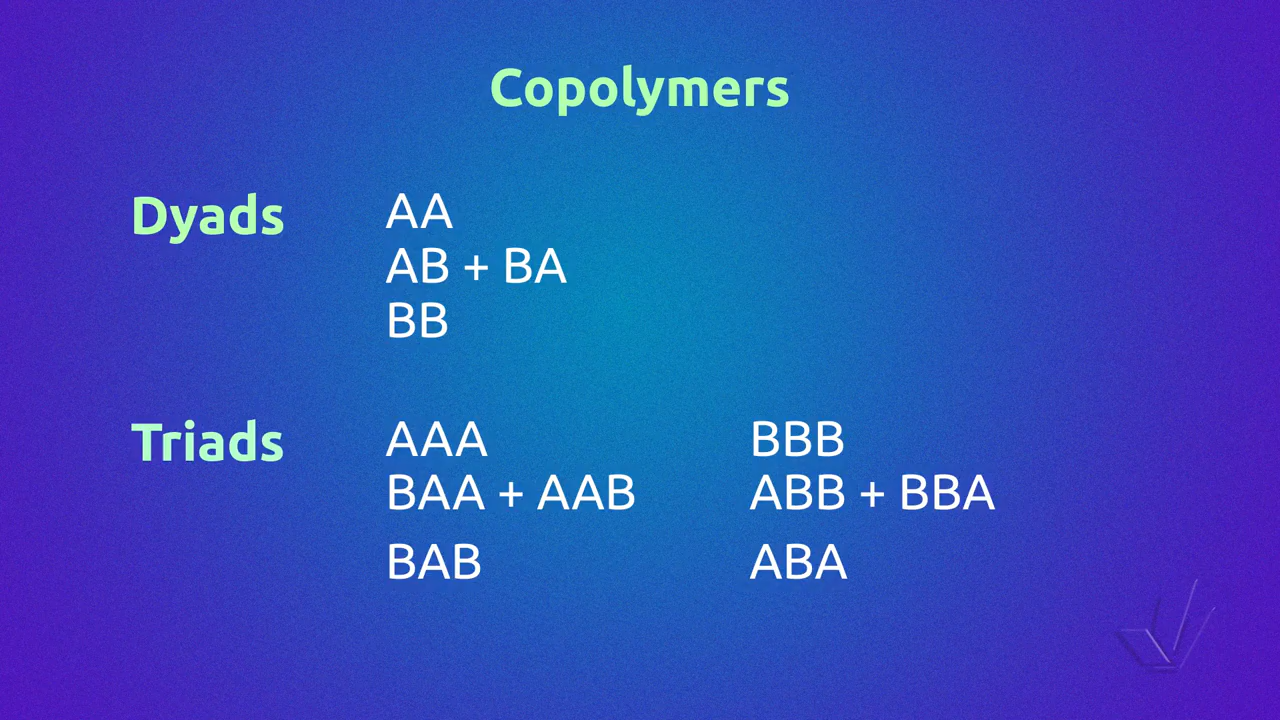 Copolymers
Dyads
AA
AB + BA
BB
Triads
AAA
BAA + AAB
BAB
BBB
ABB + BBA
ABA